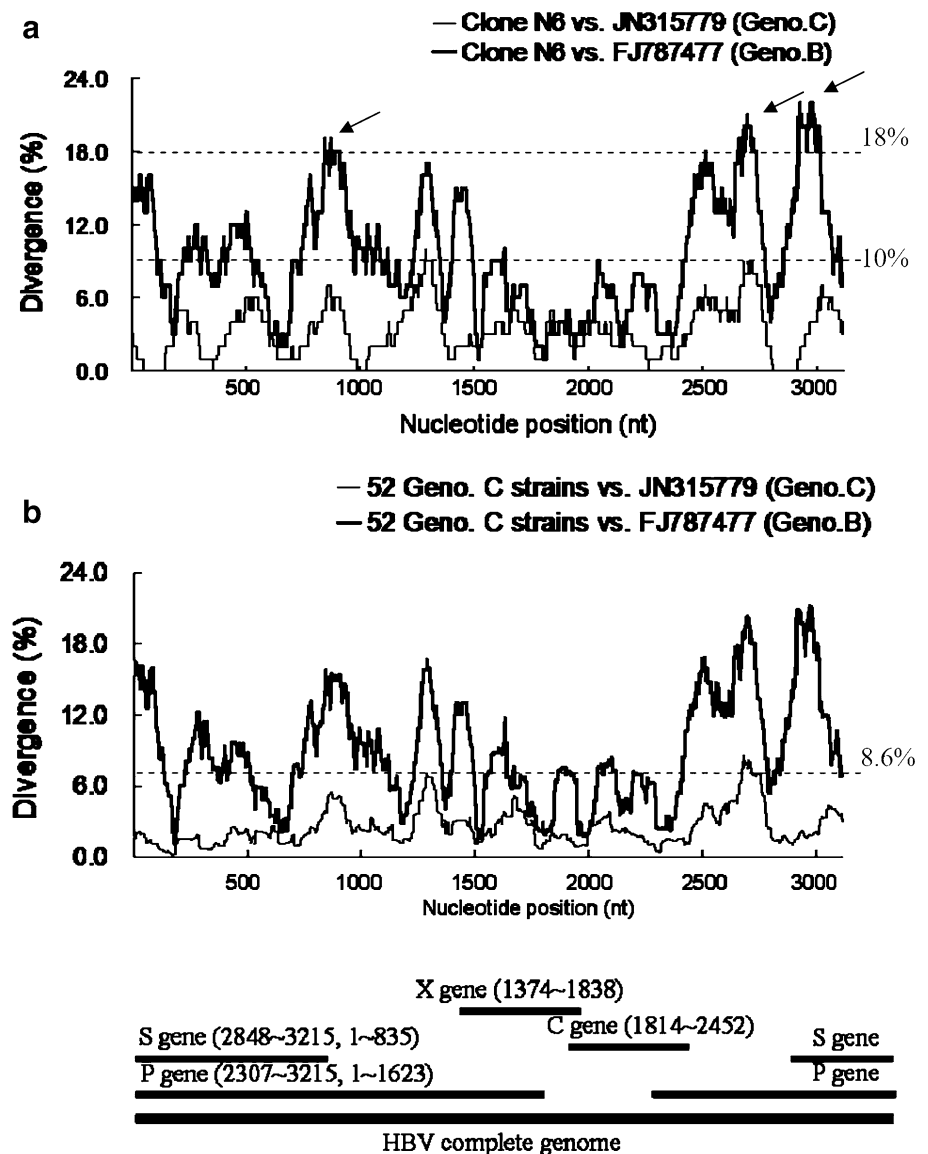 a
— Clone N6 vs. JN315779 (Geno.C)
— Clone N6 vs. FJ787477 (Geno.B)
Divergence (%)
24.0
18.0
12.0
6.0
0.0
18%
10%
500 1000 1500 2000 2500 3000
Nucleotide position (nt)
b
— 52 Geno. C strains vs. JN315779 (Geno.C)
— 52 Geno. C strains vs. FJ787477 (Geno.B)
Divergence (%)
24.0
18.0
12.0
6.0
0.0
8.6%
500 1000 1500 2000 2500 3000
Nucleotide position (nt)
X gene (1374~1838)
C gene (1814~2452)
S gene (2848~3215, 1~835) S gene
P gene (2307~3215, 1~1623) P gene
HBV complete genome